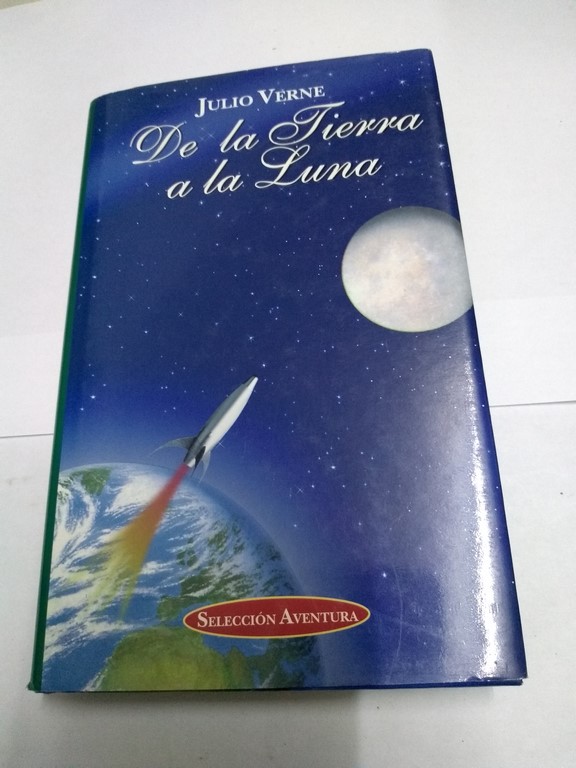 JULIO VERNE
De la Tierra
a la Luna
SELECCIÓN AVENTURA